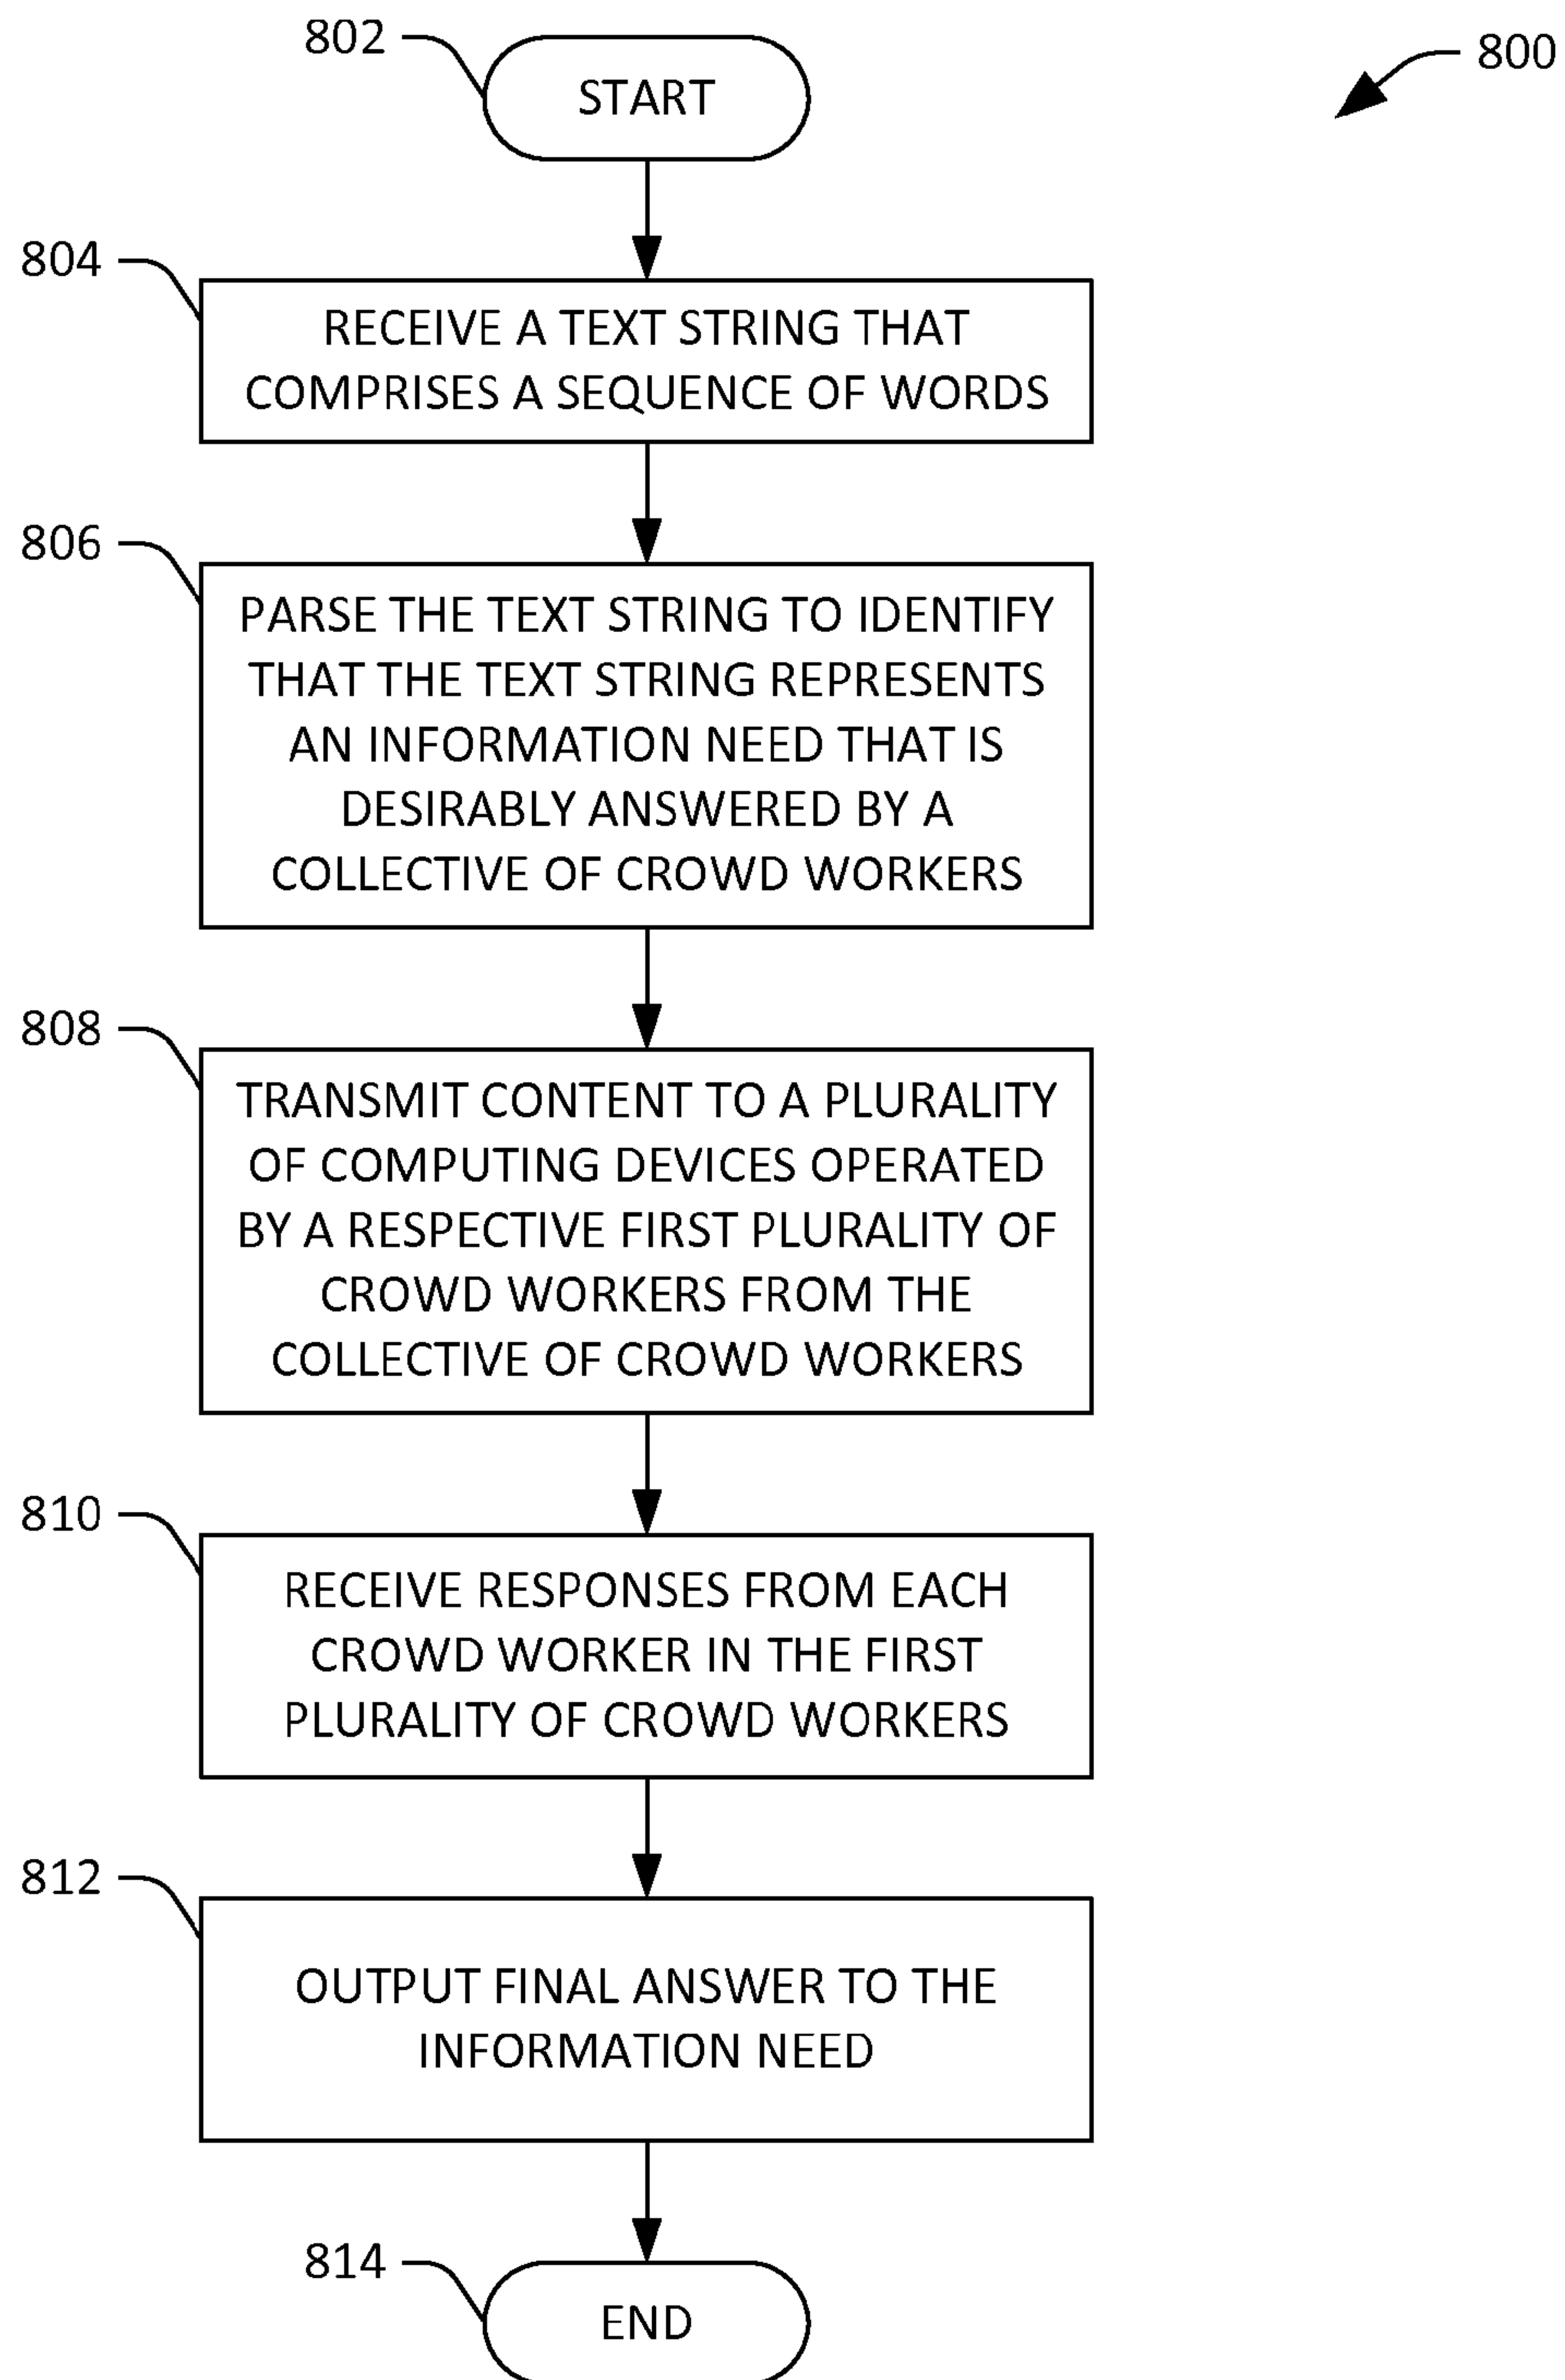 802
START
800
804
RECEIVE A TEXT STRING THAT
COMPRISES A SEQUENCE OF WORDS
806
PARSE THE TEXT STRING TO IDENTIFY
THAT THE TEXT STRING REPRESENTS
AN INFORMATION NEED THAT IS
DESIRABLY ANSWERED BY A
COLLECTIVE OF CROWD WORKERS
808
TRANSMIT CONTENT TO A PLURALITY
OF COMPUTING DEVICES OPERATED
BY A RESPECTIVE FIRST PLURALITY OF
CROWD WORKERS FROM THE
COLLECTIVE OF CROWD WORKERS
810
RECEIVE RESPONSES FROM EACH
CROWD WORKER IN THE FIRST
PLURALITY OF CROWD WORKERS
812
OUTPUT FINAL ANSWER TO THE
INFORMATION NEED
814
END